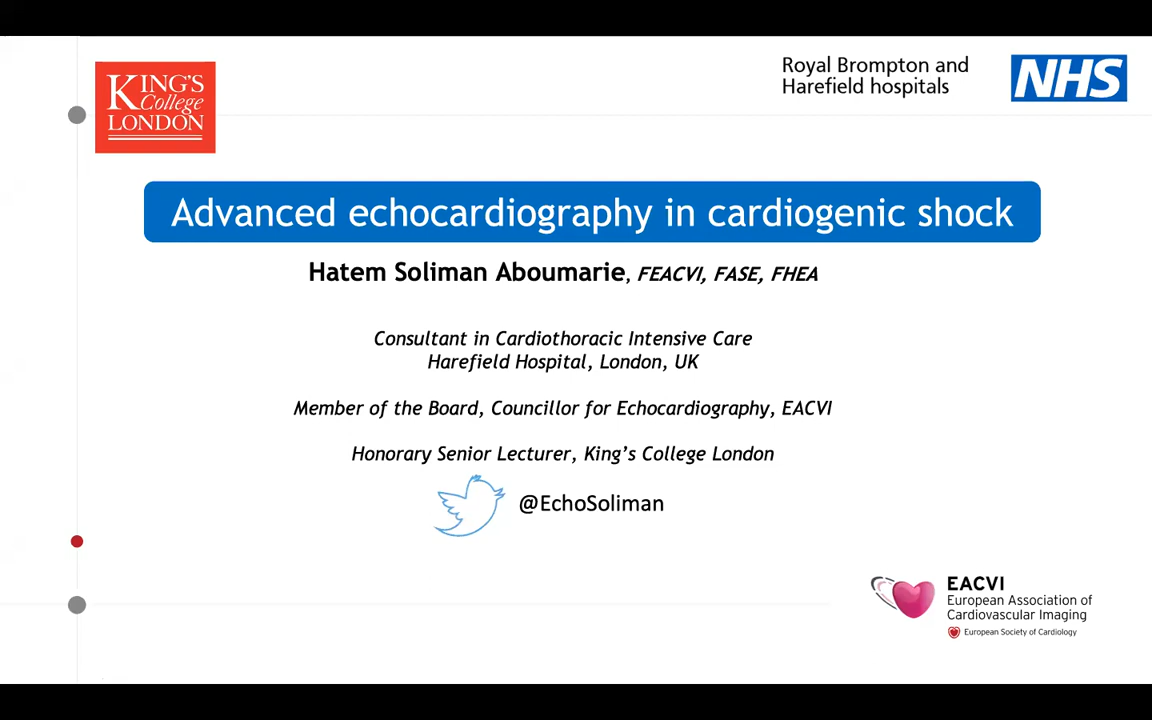 KING'S
College
LONDON
Royal Brompton and
Harefield hospitals
NHS
Advanced echocardiography in cardiogenic shock
Hatem Soliman Aboumarie, FEACVI, FASE, FHEA
Consultant in Cardiothoracic Intensive Care
Harefield Hospital, London, UK
Member of the Board, Councillor for Echocardiography, EACVI
Honorary Senior Lecturer, King's College London
@EchoSoliman
EACVI
European Association of
Cardiovascular Imaging
European Society of Cardiology